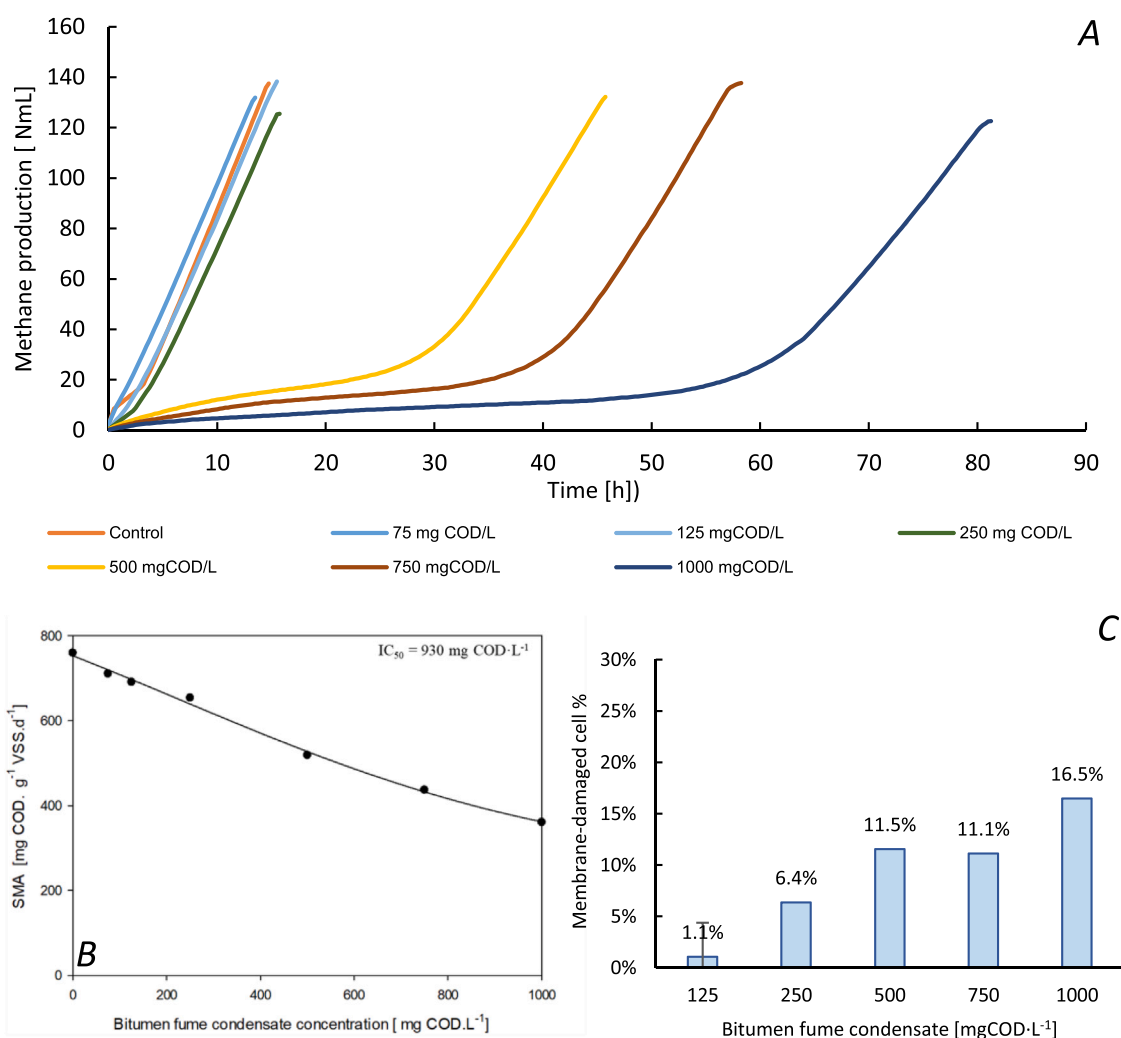 A
Methane production [ NmL]
160
140
120
100
80
60
40
20
0
0 10 20 30 40 50 60 70 80 90
Time [h])
Control 75 mg COD/L 125 mgCOD/L 250 mg COD/L
500 mgCOD/L 750 mgCOD/L 1000 mgCOD/L
B
IC50 = 930 mg COD·L-1
SMA [mg COD. g-1 VSS.d-1]
800
600
400
200
0
0 200 400 600 800 1000
Bitumen fume condensate concentration [ mg COD.L-1]
C
Membrane-damaged cell %
30%
25%
20%
15%
10%
5%
0%
1.1%
6.4%
11.5%
11.1%
16.5%
125 250 500 750 1000
Bitumen fume condensate [mgCOD·L-1]